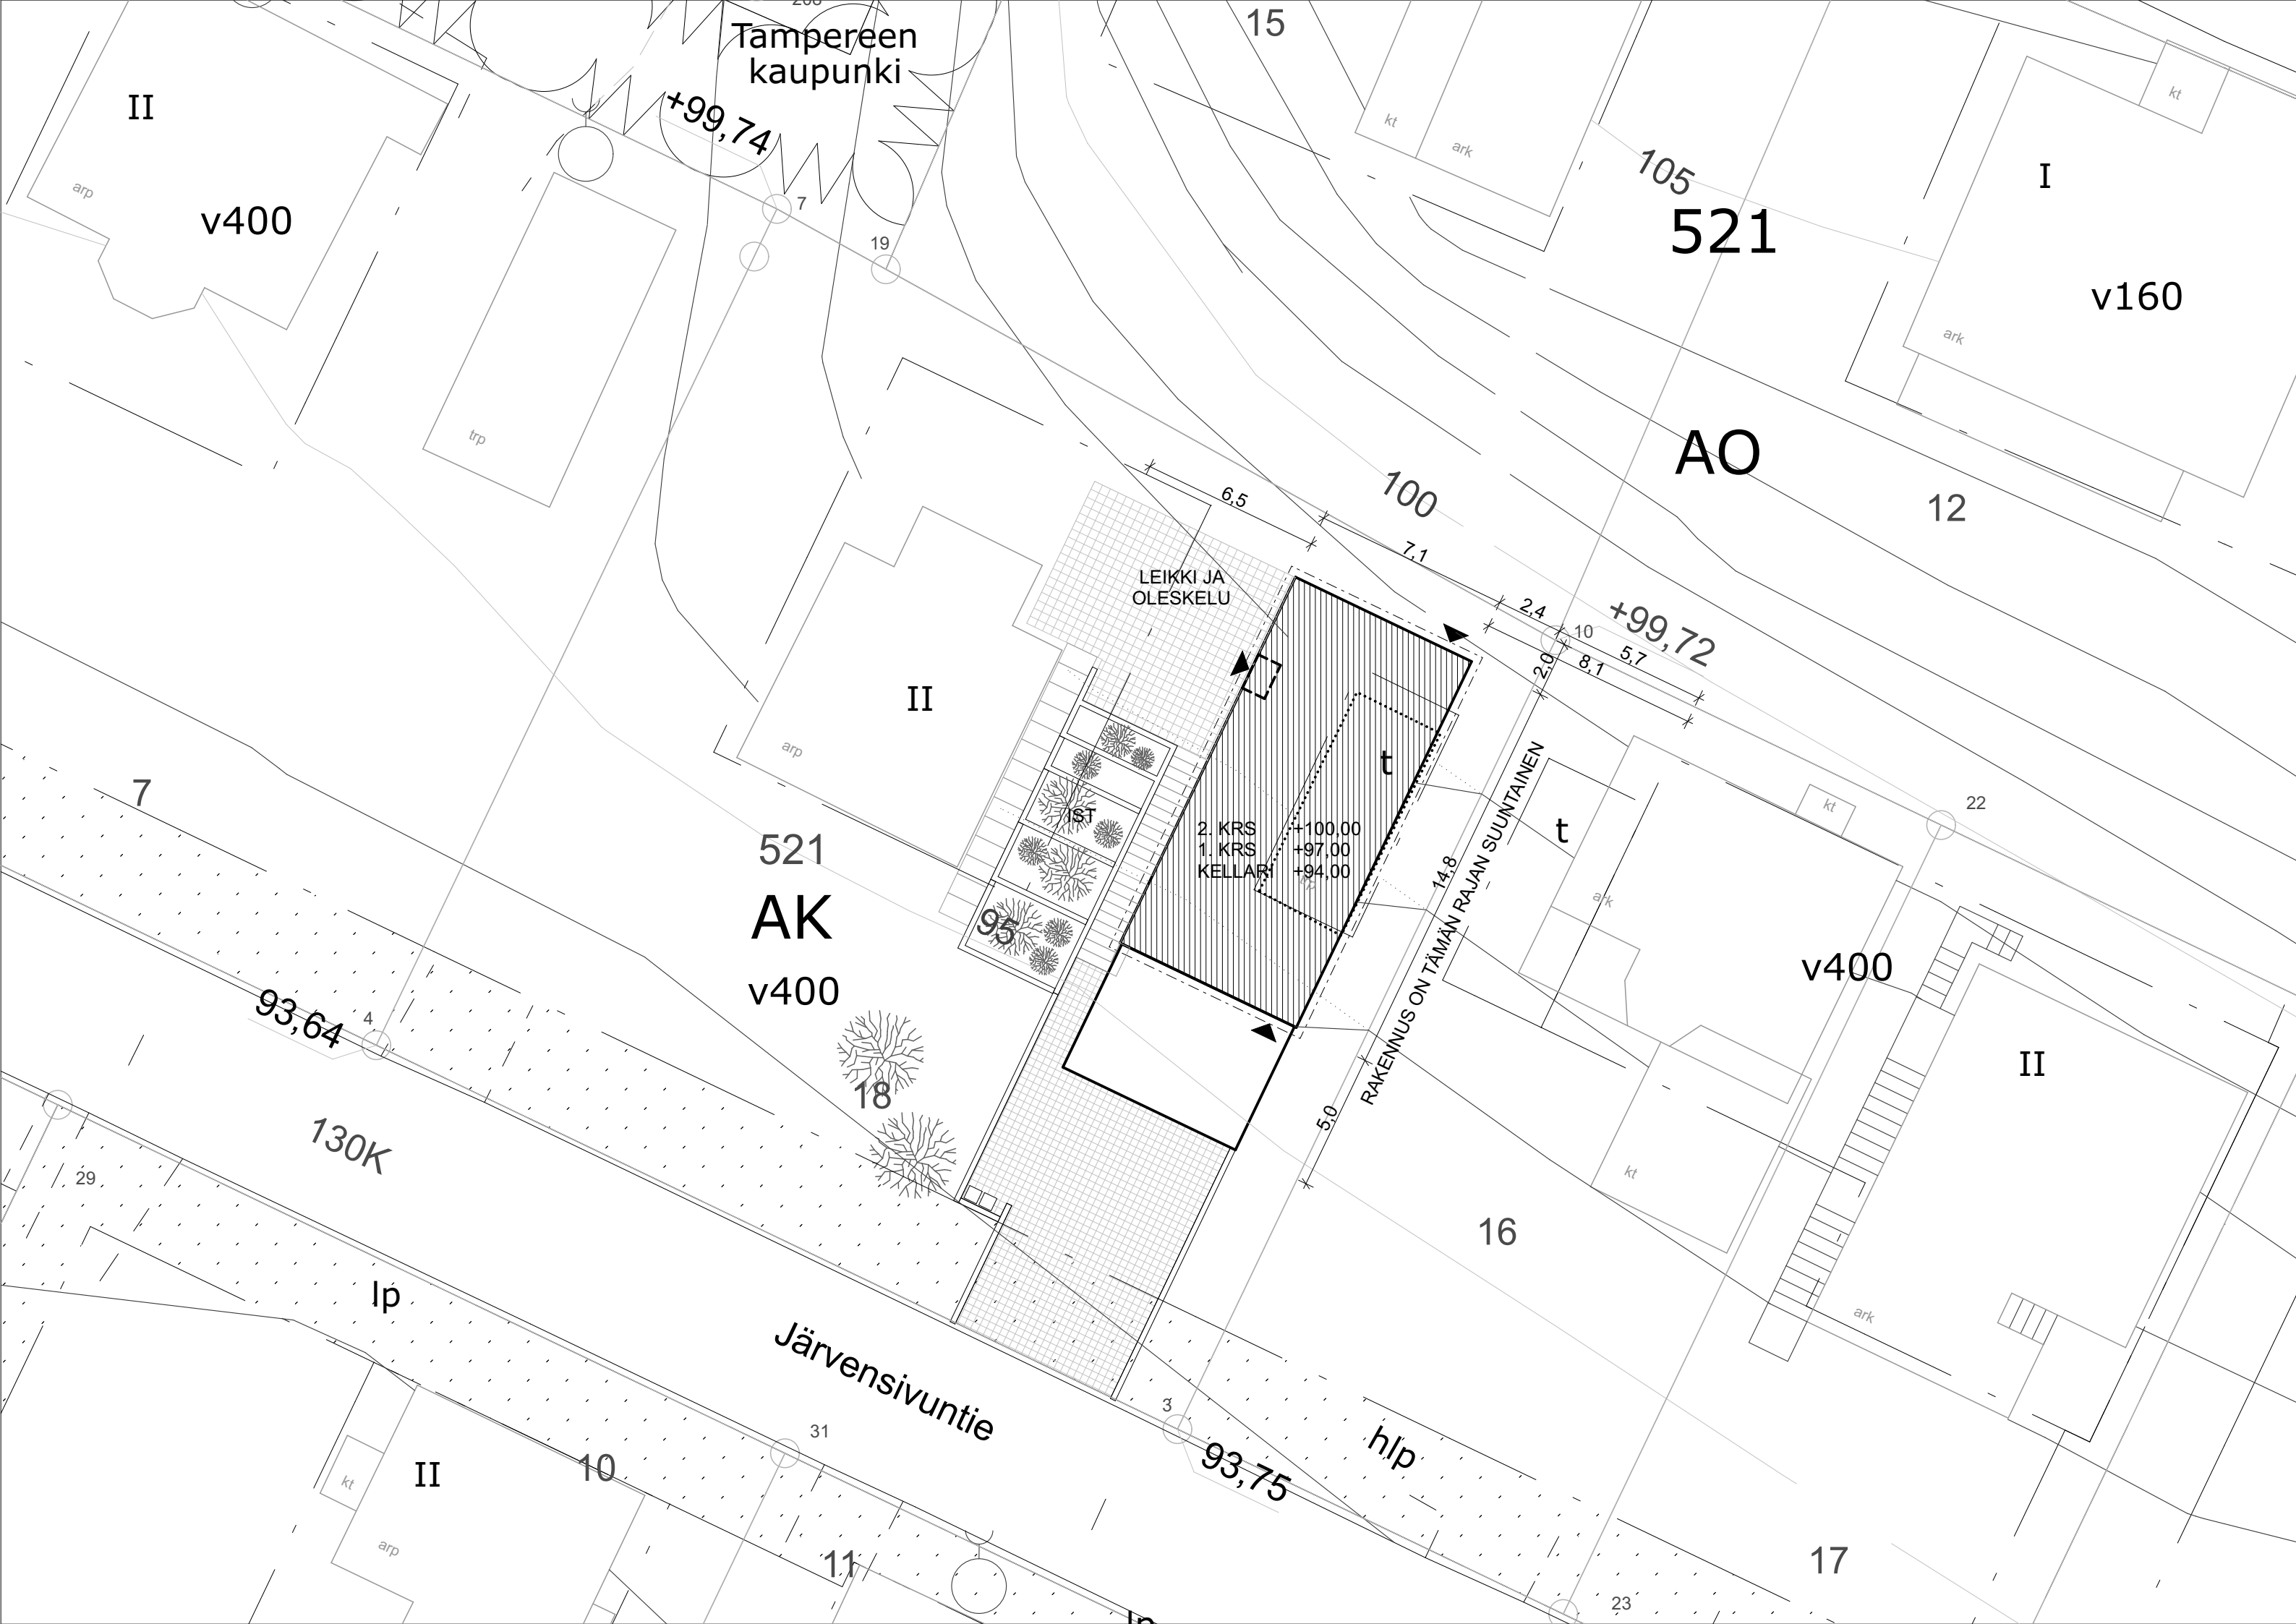 208
Tampereen
kaupunki
15
II
+99,74
kt
kt
ark
105
I
arp
v400
7
19
521
v160
ark
trp
AO
100
12
6,5
7,1
LEIKKI JA
OLESKELU
2,4
10
+99,72
2,0
8,1
5,7
II
arp
t
7
t
kt
22
IST
521
2. KRS +100,00
1. KRS +97,00
KELLARI +94,00
14,8
ark
RAKENNUS ON TÄMÄN RAJAN SUUNTAINEN
AK
95
v400
v400
93,64
4
II
18
5,0
130K
29
kt
16
lp
ark
Järvensivuntie
3
31
hlp
93,75
10
II
kt
arp
11
17
23
lp